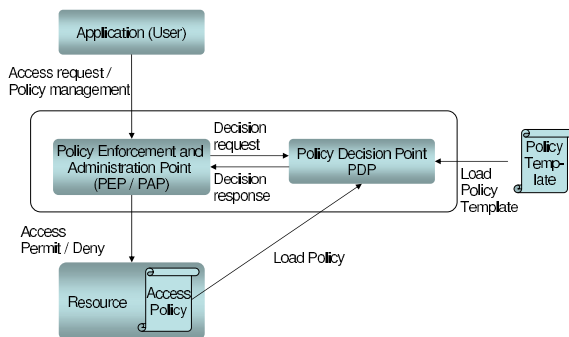 Application (User)
Access request /
Policy management
Decision
request
Policy Enforcement and
Administration Point
(PEP / PAP)
Policy Decision Point
PDP
Decision
response
Policy
Temp-
late
Load
Policy
Template
Access
Permit / Deny
Load Policy
Resource
Access
Policy